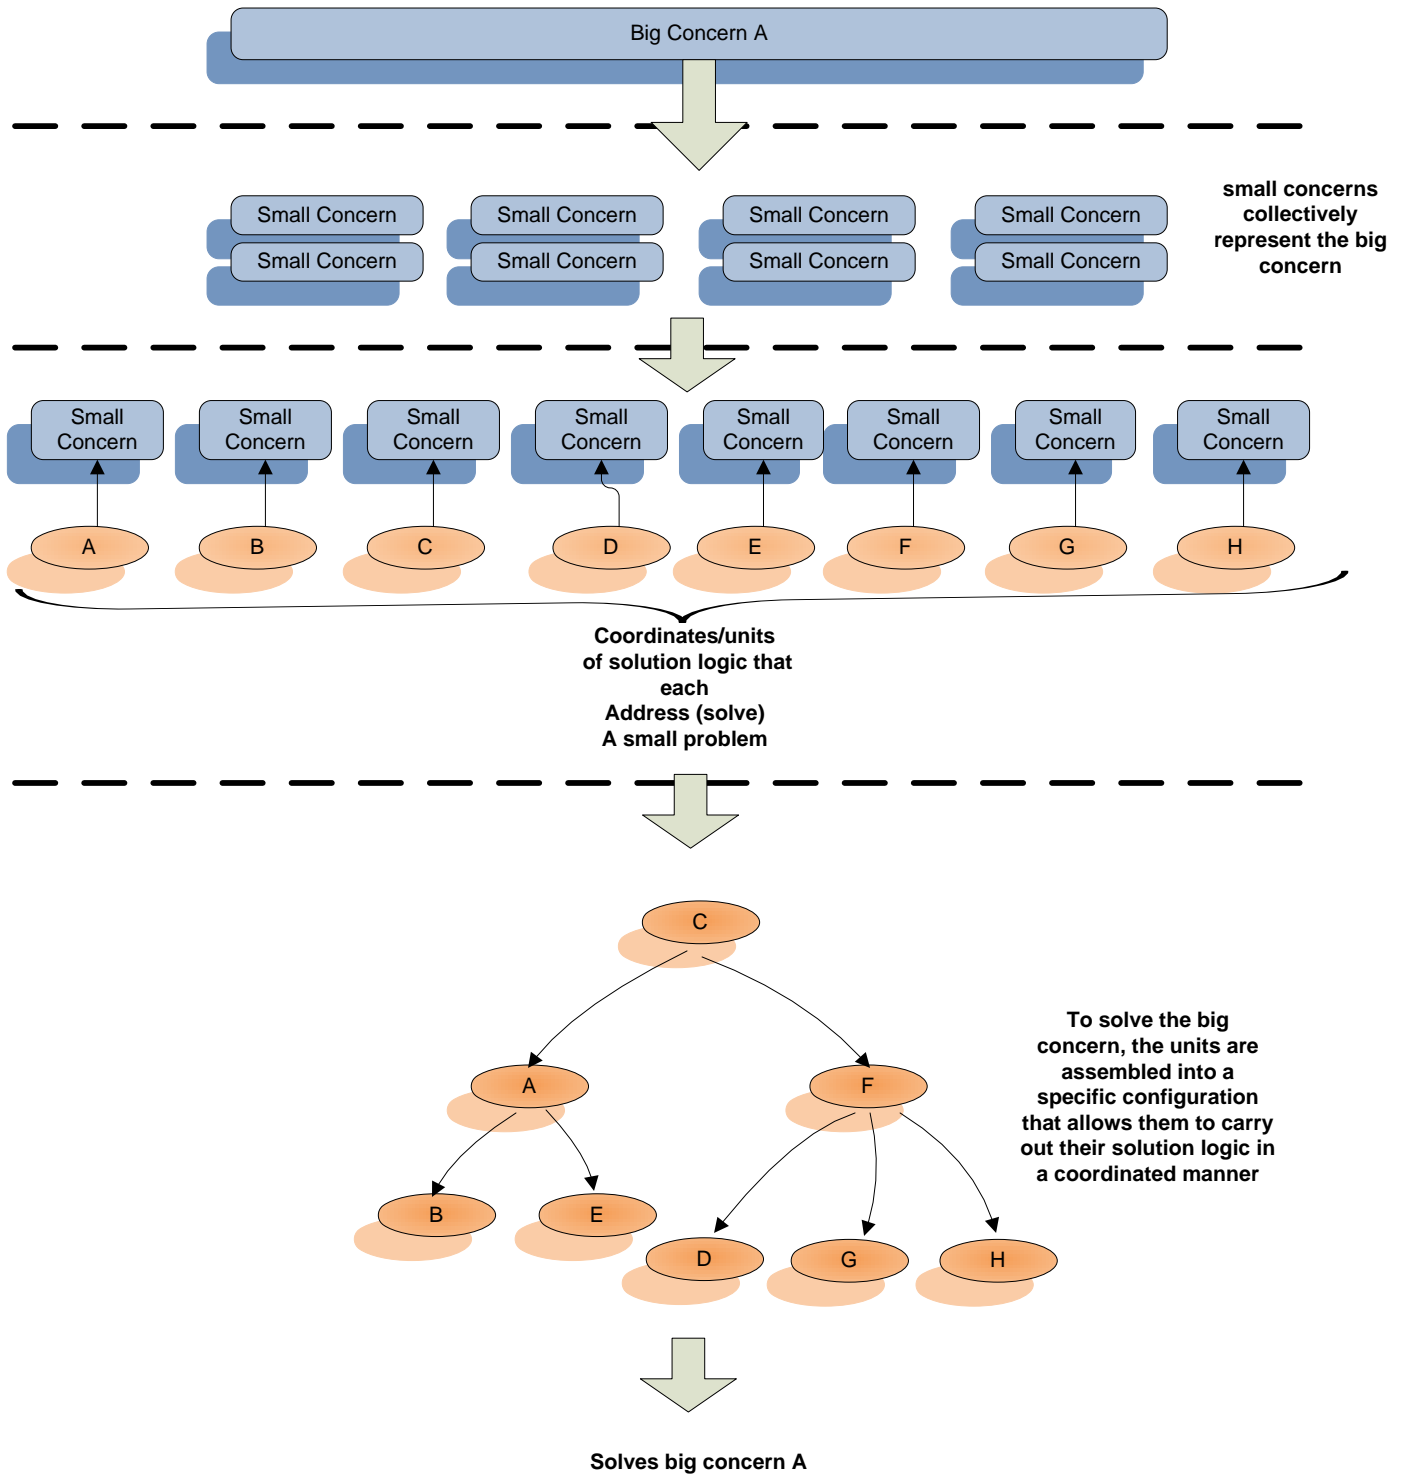 Big Concern A
Small Concern
Small Concern
Small Concern
Small Concern
Small Concern
Small Concern
Small Concern
Small Concern
small concerns
collectively
represent the big
concern
Small
Concern
Small
Concern
Small
Concern
Small
Concern
Small
Concern
Small
Concern
Small
Concern
Small
Concern
A
B
C
D
E
F
G
H
Coordinates/units
of solution logic that
each
Address (solve)
A small problem
C
A
F
B
E
D
G
H
To solve the big
concern, the units are
assembled into a
specific configuration
that allows them to carry
out their solution logic in
a coordinated manner
Solves big concern A